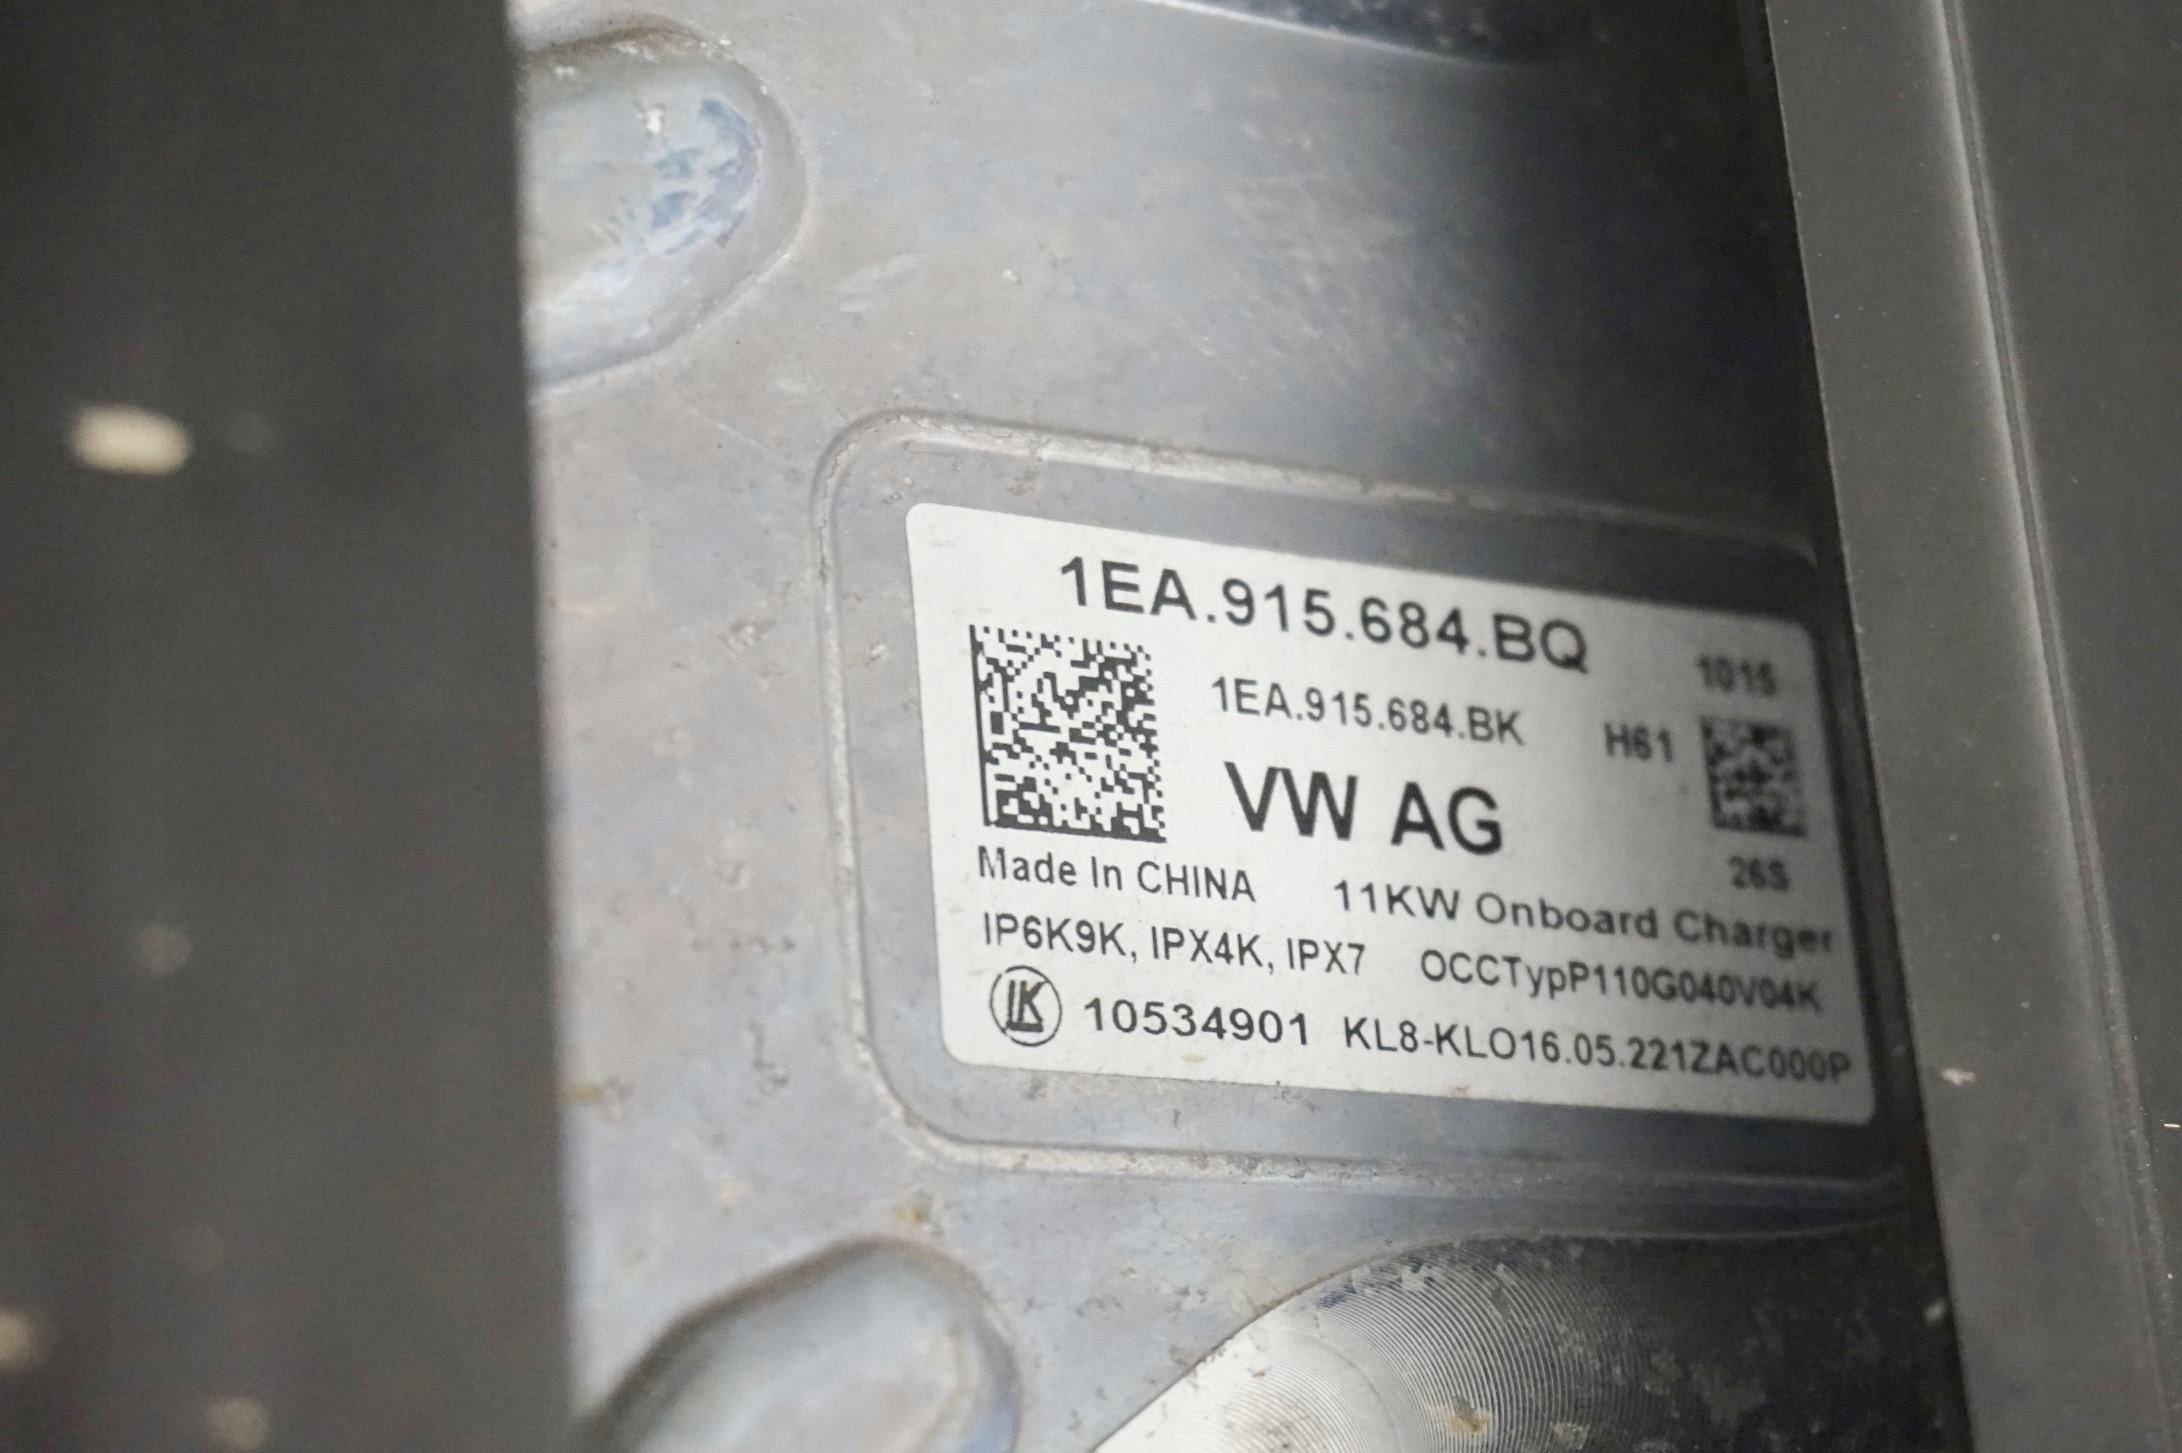 1EA.915.684.BQ
1015
1EA.915.684.BK H61
VW AG
26S
Made In CHINA 11KW Onboard Charger
IP6K9K, IPX4K, IPX7 OCCTypP110G040V04K
LK 10534901 KL8-KLO16.05.221ZAC000P